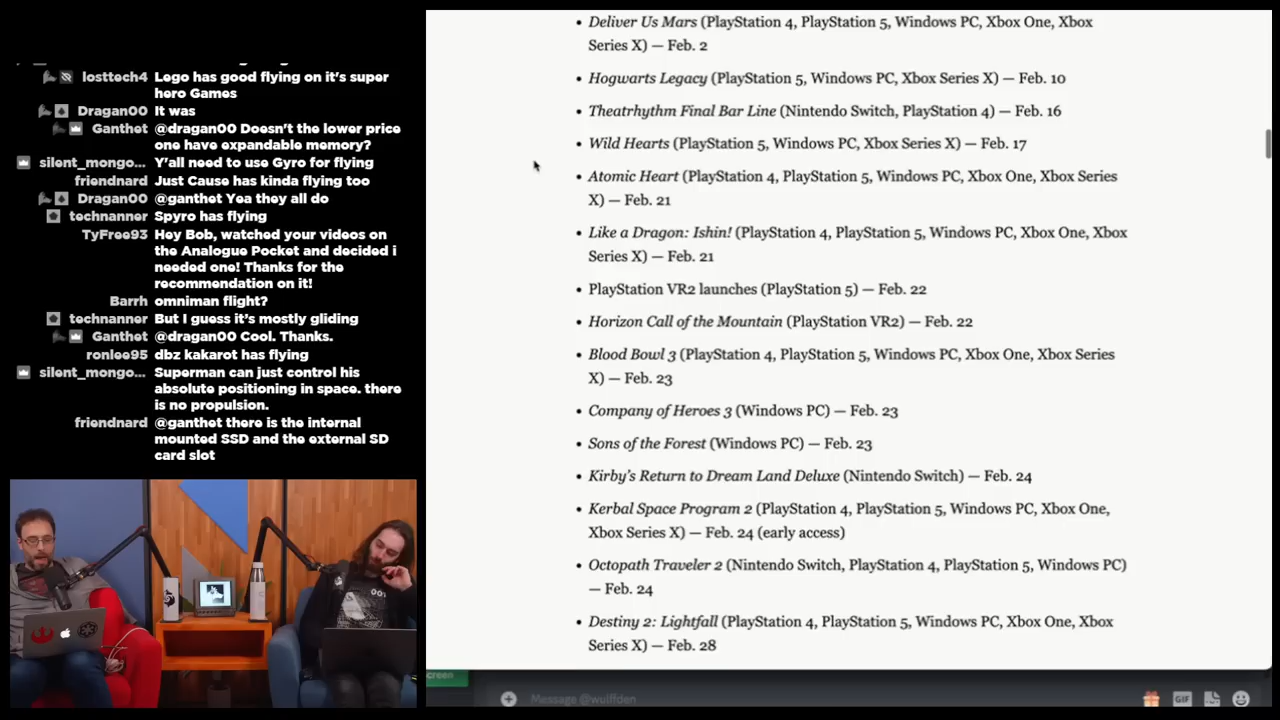 losttech4 Lego has good flying on it's super
hero Games
Dragan00 It was
Ganthet @dragan00 Doesn't the lower price
one have expandable memory?
silent_mongo... Y'all need to use Gyro for flying
friendnard Just Cause has kinda flying too
Dragan00 @ganthet Yea they all do
technanner Spyro has flying
TyFree93 Hey Bob, watched your videos on
the Analogue Pocket and decided i
needed one! Thanks for the
recommendation on it!
Barrh omniman flight?
technanner But I guess it's mostly gliding
Ganthet @dragan00 Cool. Thanks.
ronlee95 dbz kakarot has flying
silent_mongo... Superman can just control his
absolute positioning in space. there
is no propulsion.
friendnard @ganthet there is the internal
mounted SSD and the external SD
card slot
• Deliver Us Mars (PlayStation 4, PlayStation 5, Windows PC, Xbox One, Xbox
Series X) — Feb. 2
• Hogwarts Legacy (PlayStation 5, Windows PC, Xbox Series X) — Feb. 10
• Theatrhythm Final Bar Line (Nintendo Switch, PlayStation 4) — Feb. 16
• Wild Hearts (PlayStation 5, Windows PC, Xbox Series X) — Feb. 17
• Atomic Heart (PlayStation 4, PlayStation 5, Windows PC, Xbox One, Xbox Series
X) — Feb. 21
• Like a Dragon: Ishin! (PlayStation 4, PlayStation 5, Windows PC, Xbox One, Xbox
Series X) — Feb. 21
• PlayStation VR2 launches (PlayStation 5) — Feb. 22
• Horizon Call of the Mountain (PlayStation VR2) — Feb. 22
• Blood Bowl 3 (PlayStation 4, PlayStation 5, Windows PC, Xbox One, Xbox Series
X) — Feb. 23
• Company of Heroes 3 (Windows PC) — Feb. 23
• Sons of the Forest (Windows PC) — Feb. 23
• Kirby's Return to Dream Land Deluxe (Nintendo Switch) — Feb. 24
• Kerbal Space Program 2 (PlayStation 4, PlayStation 5, Windows PC, Xbox One,
Xbox Series X) — Feb. 24 (early access)
• Octopath Traveler 2 (Nintendo Switch, PlayStation 4, PlayStation 5, Windows PC)
— Feb. 24
• Destiny 2: Lightfall (PlayStation 4, PlayStation 5, Windows PC, Xbox One, Xbox
Series X) — Feb. 28
creen
Message @wulffden
GIF